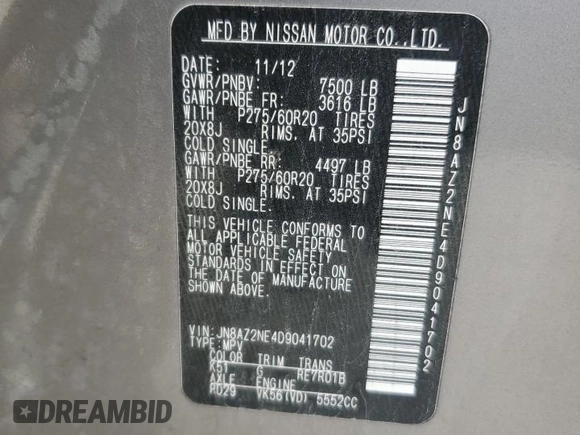 MFD BY NISSAN MOTOR CO.,LTD.
DATE: 11/12
GVWR/PNBV: 7500 LB
GAWR/PNBE FR: 3616 LB
WITH P275/60R20 TIRES
20X8J RIMS. AT 35PSI
COLD SINGLE.
GAWR/PNBE RR: 4497 LB
WITH P275/60R20 TIRES
20X8J RIMS. AT 35PSI
COLD SINGLE.
THIS VEHICLE CONFORMS TO
ALL APPLICABLE FEDERAL
MOTOR VEHICLE SAFETY
STANDARDS IN EFFECT ON
THE DATE OF MANUFACTURE
SHOWN ABOVE.
VIN: JN8AZ2NE4D9041702
TYPE: MPV
COLOR TRIM TRANS
K51 G RE7R01B
AXLE ENGINE
RD29 VK56(VD) 5552CC
JN8AZ2NE4D9041702
DEALERSHIP.CC